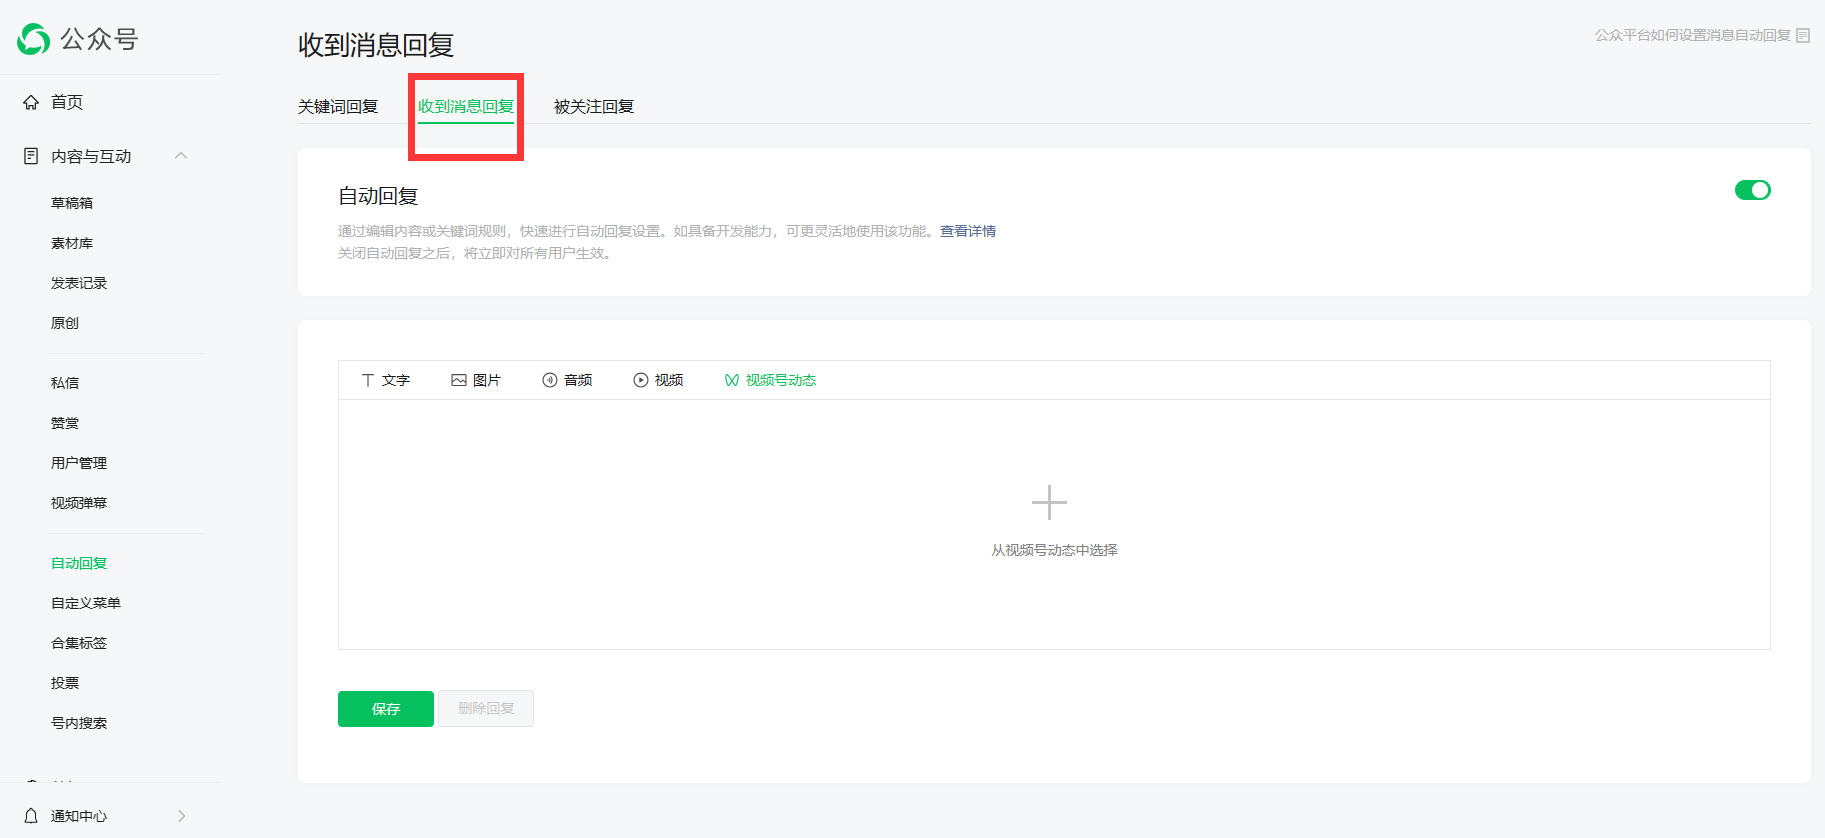 公众号
首页
内容与互动
草稿箱
素材库
发表记录
原创
私信
赞赏
用户管理
视频弹幕
自动回复
自定义菜单
合集标签
投票
号内搜索
通知中心
收到消息回复
公众平台如何设置消息自动回复
关键词回复 收到消息回复 被关注回复
自动回复
通过编辑内容或关键词规则，快速进行自动回复设置。如具备开发能力，可更灵活地使用该功能。查看详情
关闭自动回复之后，将立即对所有用户生效。
文字 图片 音频 视频 视频号动态
从视频号动态中选择
保存 删除回复